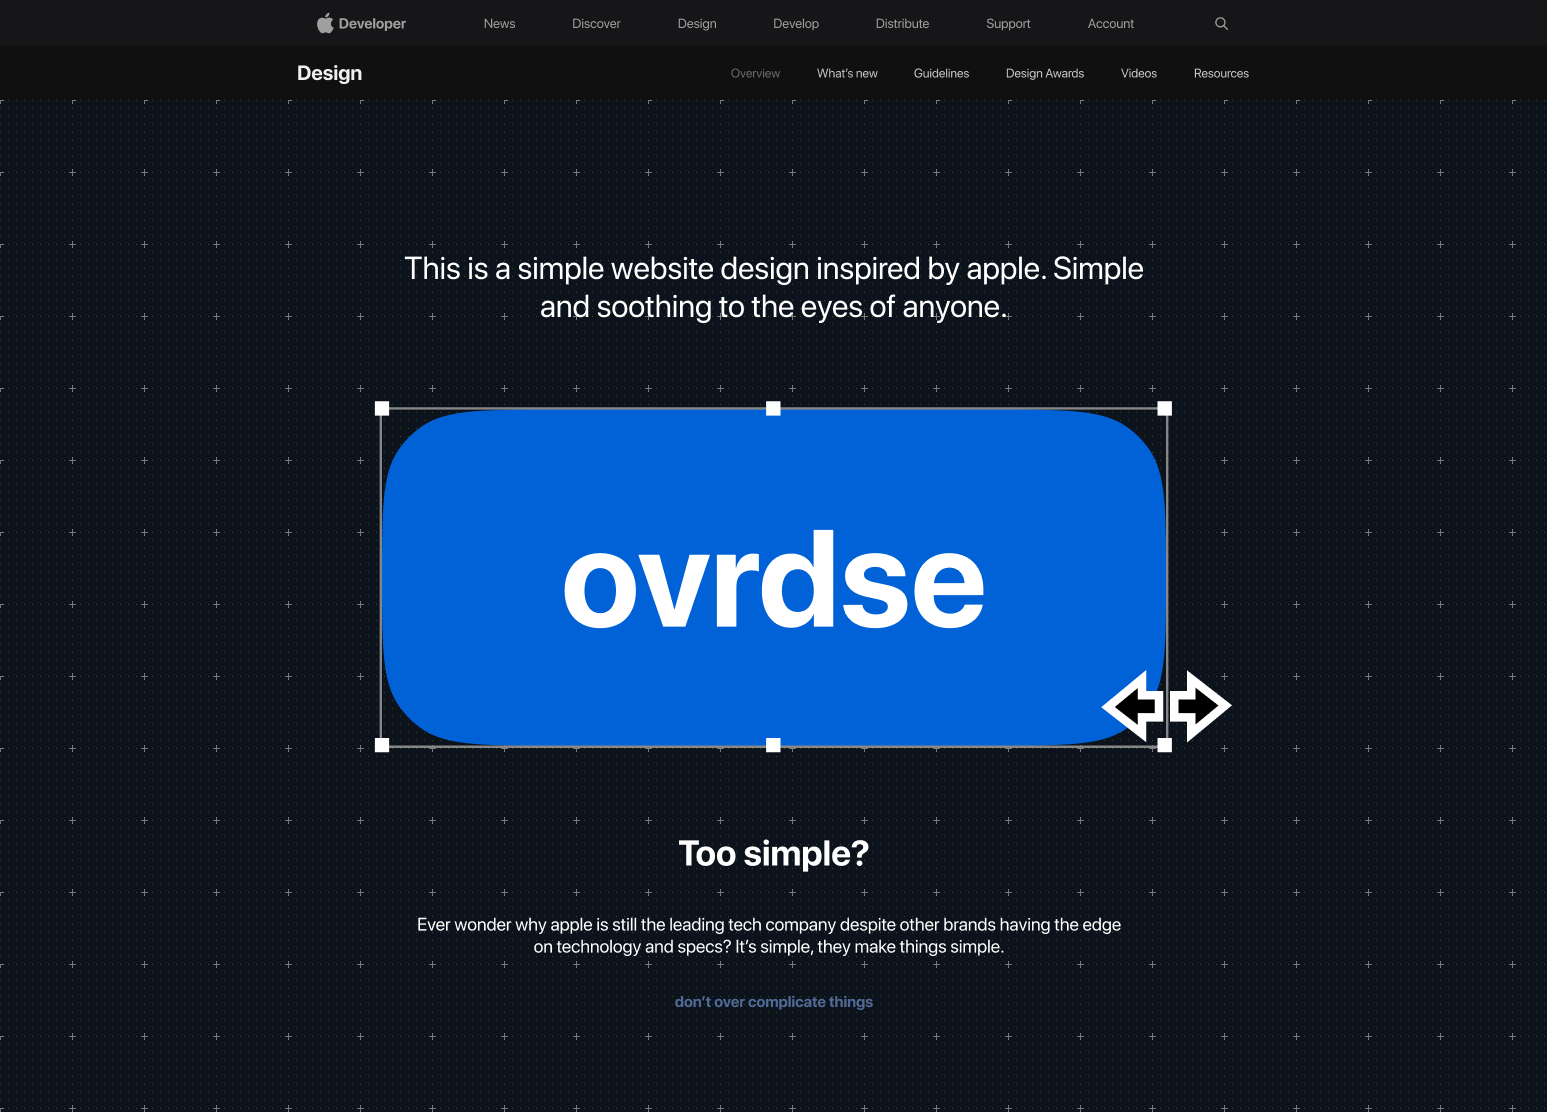 Developer News Discover Design Develop Distribute Support Account
Design Overview What's new Guidelines Design Awards Videos Resources
This is a simple website design inspired by apple. Simple
and soothing to the eyes of anyone.
ovrdse
Too simple?
Ever wonder why apple is still the leading tech company despite other brands having the edge
on technology and specs? It's simple, they make things simple.
don't over complicate things